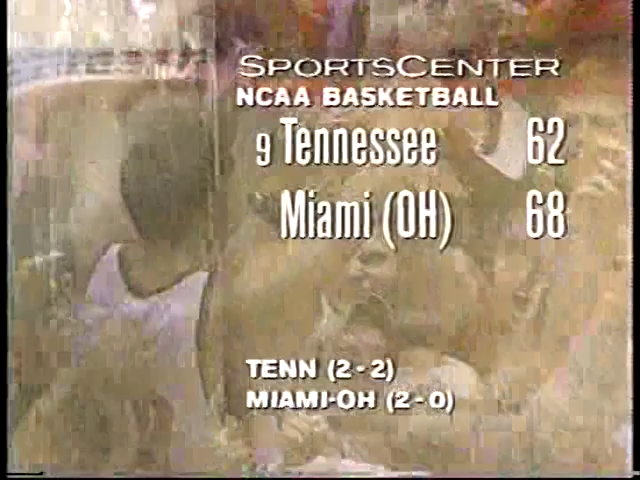 SPORTSCENTER
NCAA BASKETBALL
9 Tennessee 62
Miami (OH) 68
TENN (2-2)
MIAMI-OH (2-0)